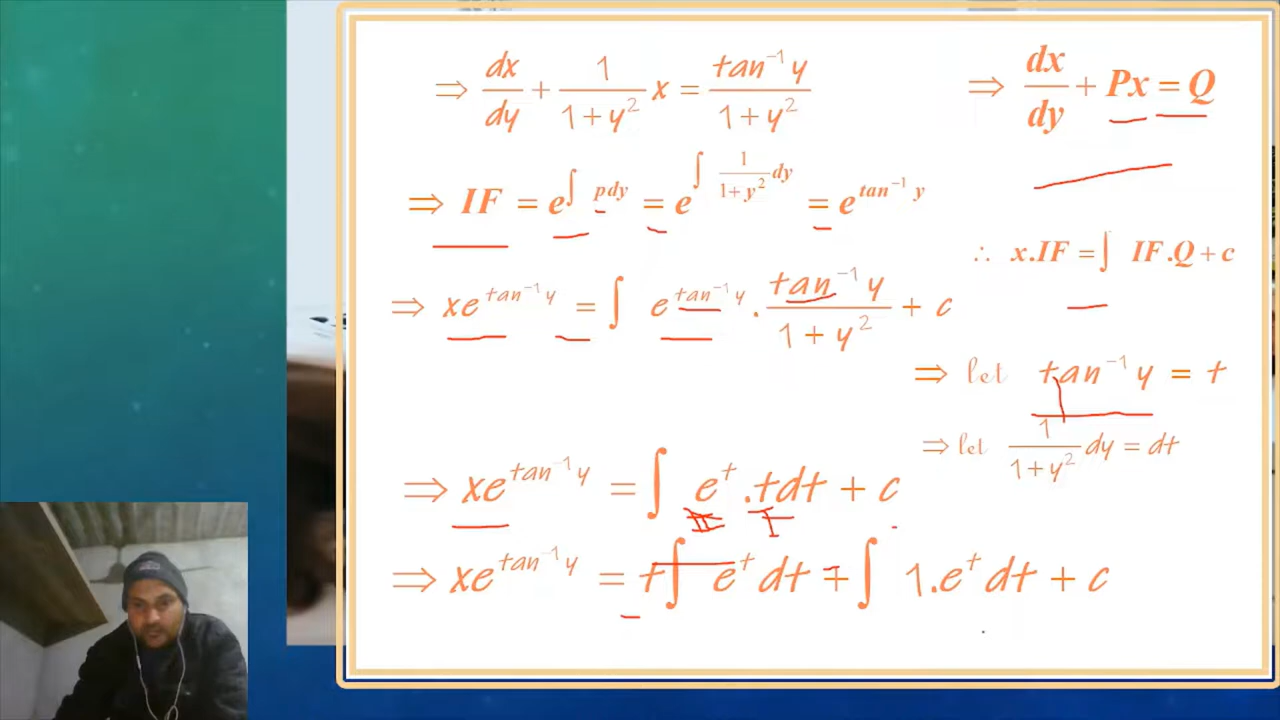 ⇒ dx/dy + 1/(1+y²) x = tan⁻¹y/(1+y²)
⇒ dx/dy + Px = Q
⇒ IF = e^∫ pdy = e^∫ 1/(1+y²) dy = e^tan⁻¹ y
∴ x.IF = ∫ IF.Q + c
⇒ xe^tan⁻¹y = ∫ e^tan⁻¹y . tan⁻¹y/(1+y²) + c
⇒ let tan⁻¹y = t
⇒ let 1/(1+y²) dy = dt
⇒ xe^tan⁻¹y = ∫ e^t .tdt + c
II I
⇒ xe^tan⁻¹y = t∫ e^t dt + ∫ 1.e^t dt + c